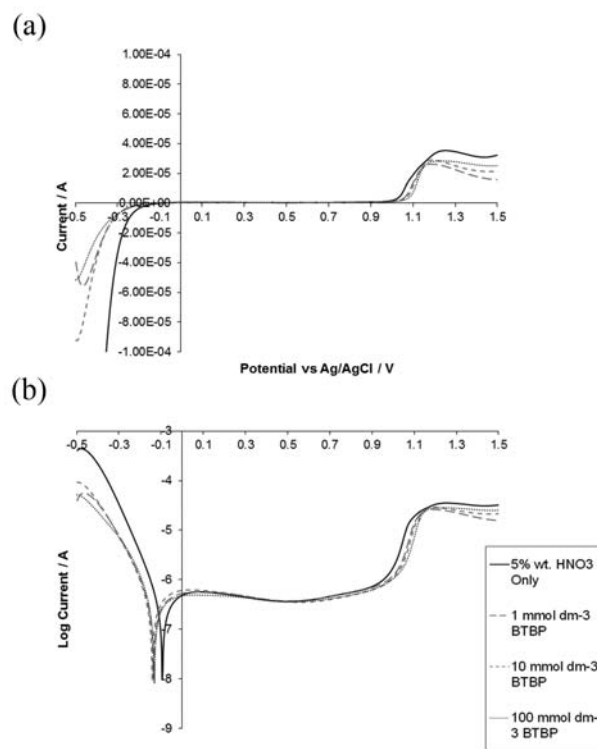 (a)
1.00E-04
8.00E-05
6.00E-05
4.00E-05
2.00E-05
0.00E+00
-0.5 -0.3 -0.1 0.1 0.3 0.5 0.7 0.9 1.1 1.3 1.5
-2.00E-05
-4.00E-05
-6.00E-05
-8.00E-05
-1.00E-04
Current / A
Potential vs Ag/AgCl / V
(b)
-3
-0.5 -0.3 -0.1 0.1 0.3 0.5 0.7 0.9 1.1 1.3 1.5
-4
-5
-6
-7
-8
-9
Log Current / A
5% wt. HNO3
Only
1 mmol dm-3
BTBP
10 mmol dm-3
BTBP
100 mmol dm-
3 BTBP